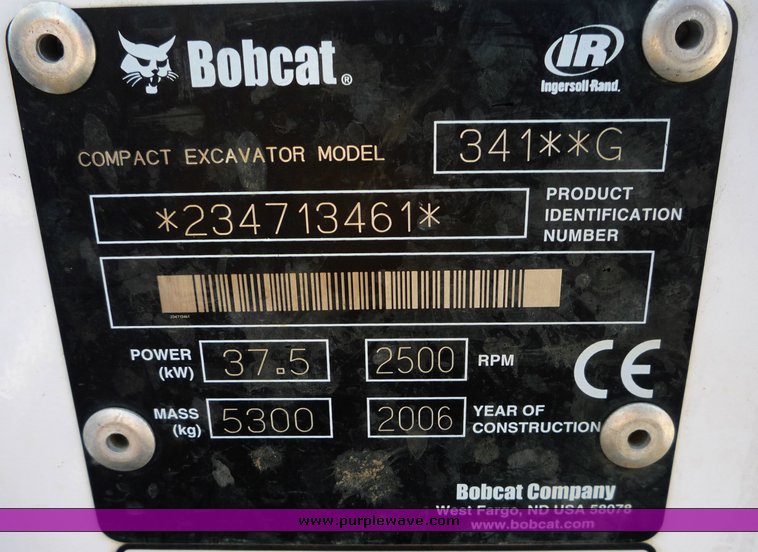 Bobcat®
IR
Ingersoll-Rand.
COMPACT EXCAVATOR MODEL 341**G
*234713461* PRODUCT
IDENTIFICATION
NUMBER
234713461
POWER
(kW) 37.5 2500 RPM
CE
MASS
(kg) 5300 2006 YEAR OF
CONSTRUCTION
Bobcat Company
West Fargo, ND USA 58078
www.purplewave.com
www.bobcat.com